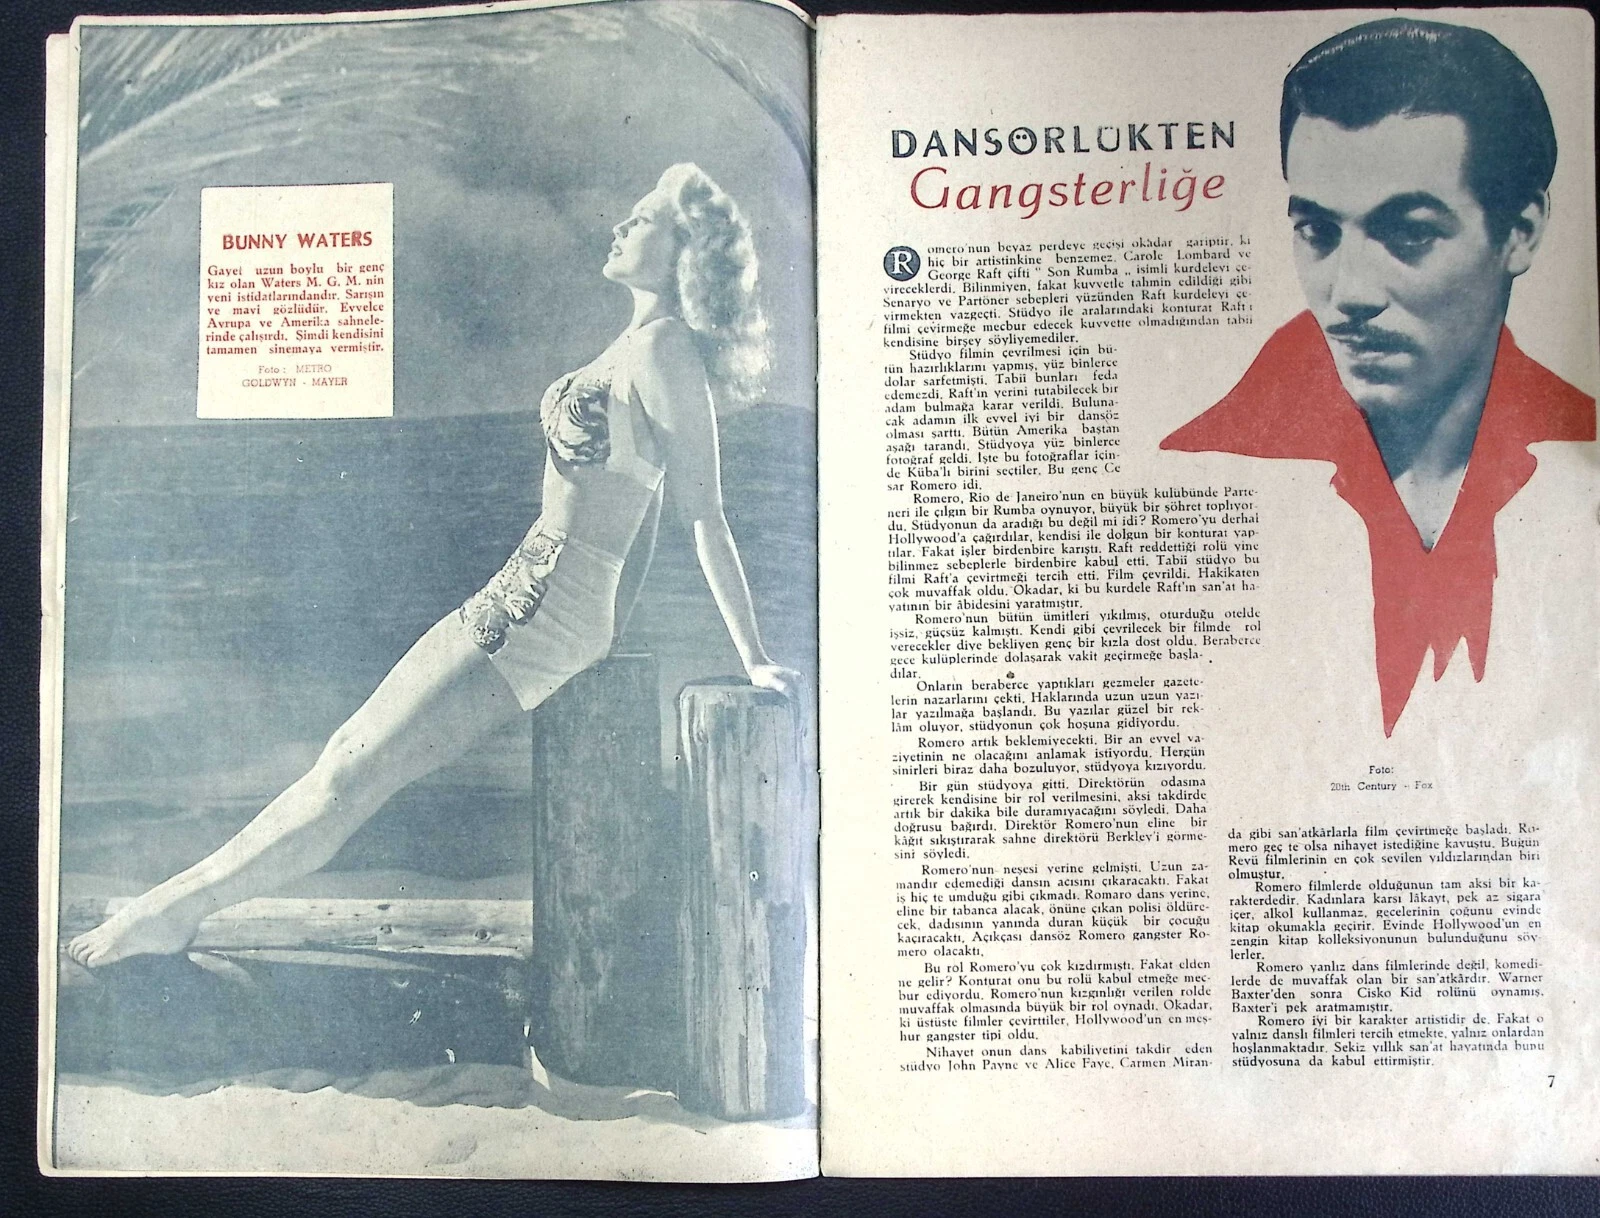 BUNNY WATERS
Gayet uzun boylu bir genç
kız olan Waters M. G. M. nin
yeni istidatlarındandır. Sarışın
ve mavi gözlüdür. Evvelce
Avrupa ve Amerika sahnele-
rinde çalışırdı. Şimdi kendisini
tamamen sinemaya vermiştir.
Foto : METRO
GOLDWYN - MAYER
DANSÖRLÜKTEN
Gangsterliğe
Romero'nun beyaz perdeye geçişi okadar gariptir, ki
hiç bir artistinkine benzemez. Carole Lombard ve
George Raft çifti " Son Rumba „ isimli kurdeleyi çe-
vireceklerdi. Bilinmiyen, fakat kuvvetle tahmin edildiği gibi
Senaryo ve Partöner sebepleri yüzünden Raft kurdeleyi çe-
virmekten vazgeçti. Stüdyo ile aralarındaki konturat Raft'ı
filmi çevirmeğe mecbur edecek kuvvette olmadığından tabii
kendisine birşey söyliyemediler.
Stüdyo filmin çevrilmesi için bü-
tün hazırlıklarını yapmış, yüz binlerce
dolar sarfetmişti. Tabii bunları feda
edemezdi. Raft'ın yerini tutabilecek bir
adam bulmağa karar verildi. Buluna-
cak adamın ilk evvel iyi bir dansöz
olması şarttı. Bütün Amerika baştan
aşağı tarandı. Stüdyoya yüz binlerce
fotoğraf geldi. İşte bu fotoğraflar için-
de Küba'lı birini seçtiler. Bu genç Ce
sar Romero idi.
Romero, Rio de Janeiro'nun en büyük kulübünde Parte-
neri ile çılgın bir Rumba oynuyor, büyük bir şöhret toplıyor-
du. Stüdyonun da aradığı bu değil mi idi? Romero'yu derhal
Hollywood'a çağırdılar, kendisi ile dolgun bir konturat yap-
tılar. Fakat işler birdenbire karıştı. Raft reddettiği rolü yine
bilinmez sebeplerle birdenbire kabul etti. Tabii stüdyo bu
filmi Raft'a çevirtmeği tercih etti. Film çevrildi. Hakikaten
çok muvaffak oldu. Okadar, ki bu kurdele Raft'ın san'at ha-
yatının bir âbidesini yaratmıştır.
Romero'nun bütün ümitleri yıkılmış, oturduğu otelde
işsiz, güçsüz kalmıştı. Kendi gibi çevrilecek bir filmde rol
verecekler diye bekliyen genç bir kızla dost oldu. Beraberce
gece kulüplerinde dolaşarak vakit geçirmeğe başla-
dılar.
Onların beraberce yaptıkları gezmeler gazete-
lerin nazarlarını çekti. Haklarında uzun uzun yazı-
lar yazılmağa başlandı. Bu yazılar güzel bir rek-
lâm oluyor, stüdyonun çok hoşuna gidiyordu.
Romero artık beklemiyecekti. Bir an evvel va-
ziyetinin ne olacağını anlamak istiyordu. Hergün
sinirleri biraz daha bozuluyor, stüdyoya kızıyordu.
Bir gün stüdyoya gitti. Direktörün odasına
girerek kendisine bir rol verilmesini, aksi takdirde
artık bir dakika bile duramıyacağını söyledi. Daha
doğrusu bağırdı. Direktör Romero'nun eline bir
kâğıt sıkıştırarak sahne direktörü Berkley'i görme-
sini söyledi.
Romero'nun neşesi yerine gelmişti. Uzun za-
mandır edemediği dansın acısını çıkaracaktı. Fakat
iş hiç te umduğu gibi çıkmadı. Romaro dans yerine,
eline bir tabanca alacak, önüne çıkan polisi öldüre-
cek, dadısının yanında duran küçük bir çocuğu
kaçıracaktı. Açıkçası dansöz Romero gangster Ro-
mero olacaktı.
Bu rol Romero'yu çok kızdırmıştı. Fakat elden
ne gelir? Konturat onu bu rolü kabul etmeğe mec-
bur ediyordu. Romero'nun kızgınlığı verilen rolde
muvaffak olmasında büyük bir rol oynadı. Okadar,
ki üstüste filmler çevirttiler. Hollywood'un en meş-
hur gangster tipi oldu.
Nihayet onun dans kabiliyetini takdir eden
stüdyo John Payne ve Alice Faye, Carmen Miran-
Foto:
20th Century - Fox
da gibi san'atkârlarla film çevirtmeğe başladı. Ro-
mero geç te olsa nihayet istediğine kavuştu. Bugün
Revü filmlerinin en çok sevilen yıldızlarından biri
olmuştur.
Romero filmlerde olduğunun tam aksi bir ka-
rakterdedir. Kadınlara karsı lâkayt, pek az sigara
içer, alkol kullanmaz, gecelerinin çoğunu evinde
kitap okumakla geçirir. Evinde Hollywood'un en
zengin kitap kolleksiyonunun bulunduğunu söy-
lerler.
Romero yanlız dans filmlerinde değil, komedi-
lerde de muvaffak olan bir san'atkârdır. Warner
Baxter'den sonra Cisko Kid rolünü oynamış,
Baxter'i pek aratmamıştır.
Romero iyi bir karakter artistidir de. Fakat o
yalnız danslı filmleri tercih etmekte, yalnız onlardan
hoşlanmaktadır. Sekiz yıllık san'at hayatında bunu
stüdyosuna da kabul ettirmiştir.
7